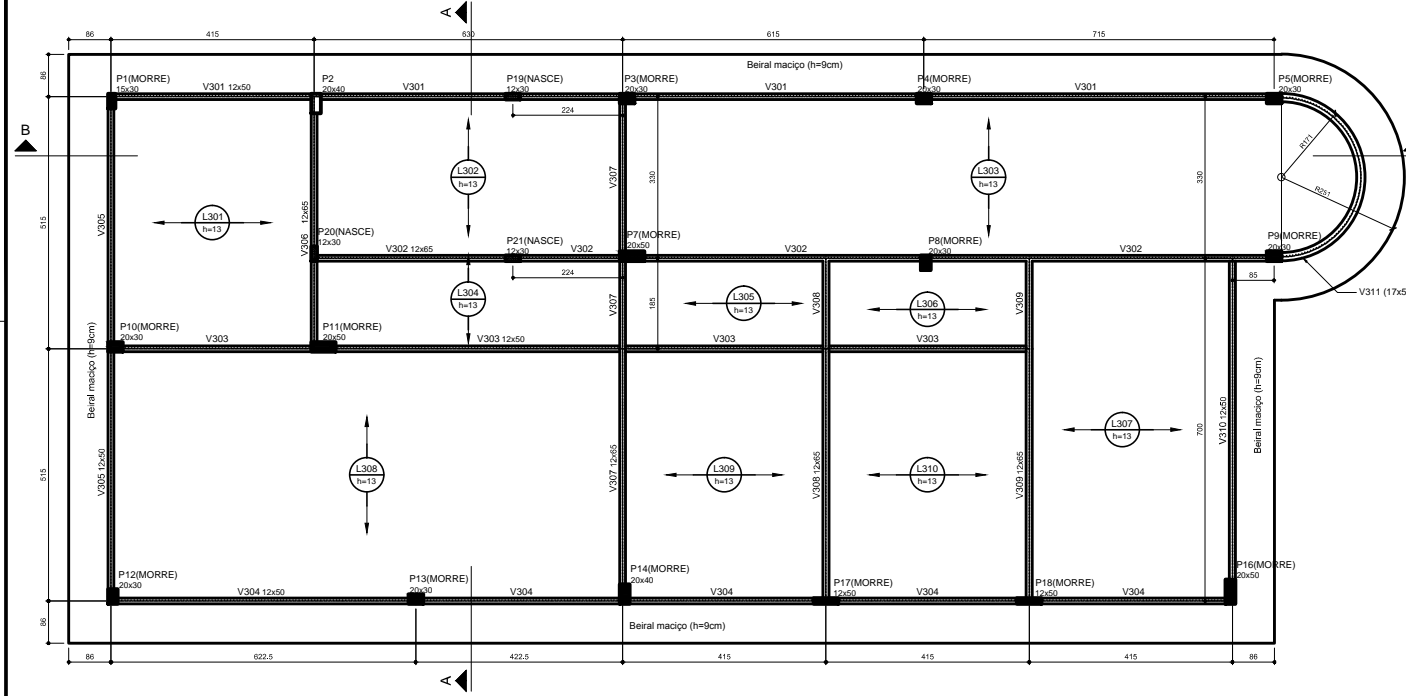 A
86
415
630
615
715
86
Beiral maciço (h=9cm)
P1(MORRE)
15x30
V301 12x50
P2
20x40
V301
P19(NASCE)
12x30
P3(MORRE)
20x30
V301
P4(MORRE)
20x30
V301
P5(MORRE)
20x30
224
B
R171
L302
h=13
V307
330
L303
h=13
330
R251
515
V305
L301
h=13
V306 12x65
P20(NASCE)
12x30
V302 12x65
P21(NASCE)
12x30
V302
P7(MORRE)
20x50
V302
P8(MORRE)
20x30
V302
P9(MORRE)
20x30
224
85
L304
h=13
V307
185
L305
h=13
V308
L306
h=13
V309
V311 (17x5
P10(MORRE)
20x30
V303
P11(MORRE)
20x50
V303 12x50
V303
V303
Beiral maciço (h=9cm)
Beiral maciço (h=9cm)
515
V305 12x50
L308
h=13
V307 12x65
L309
h=13
V308 12x65
L310
h=13
V309 12x65
L307
h=13
700
V310 12x50
P12(MORRE)
20x30
V304 12x50
P13(MORRE)
20x30
V304
P14(MORRE)
20x40
V304
P17(MORRE)
12x50
V304
P18(MORRE)
12x50
V304
P16(MORRE)
20x50
86
Beiral maciço (h=9cm)
86
622.5
422.5
415
415
415
86
A